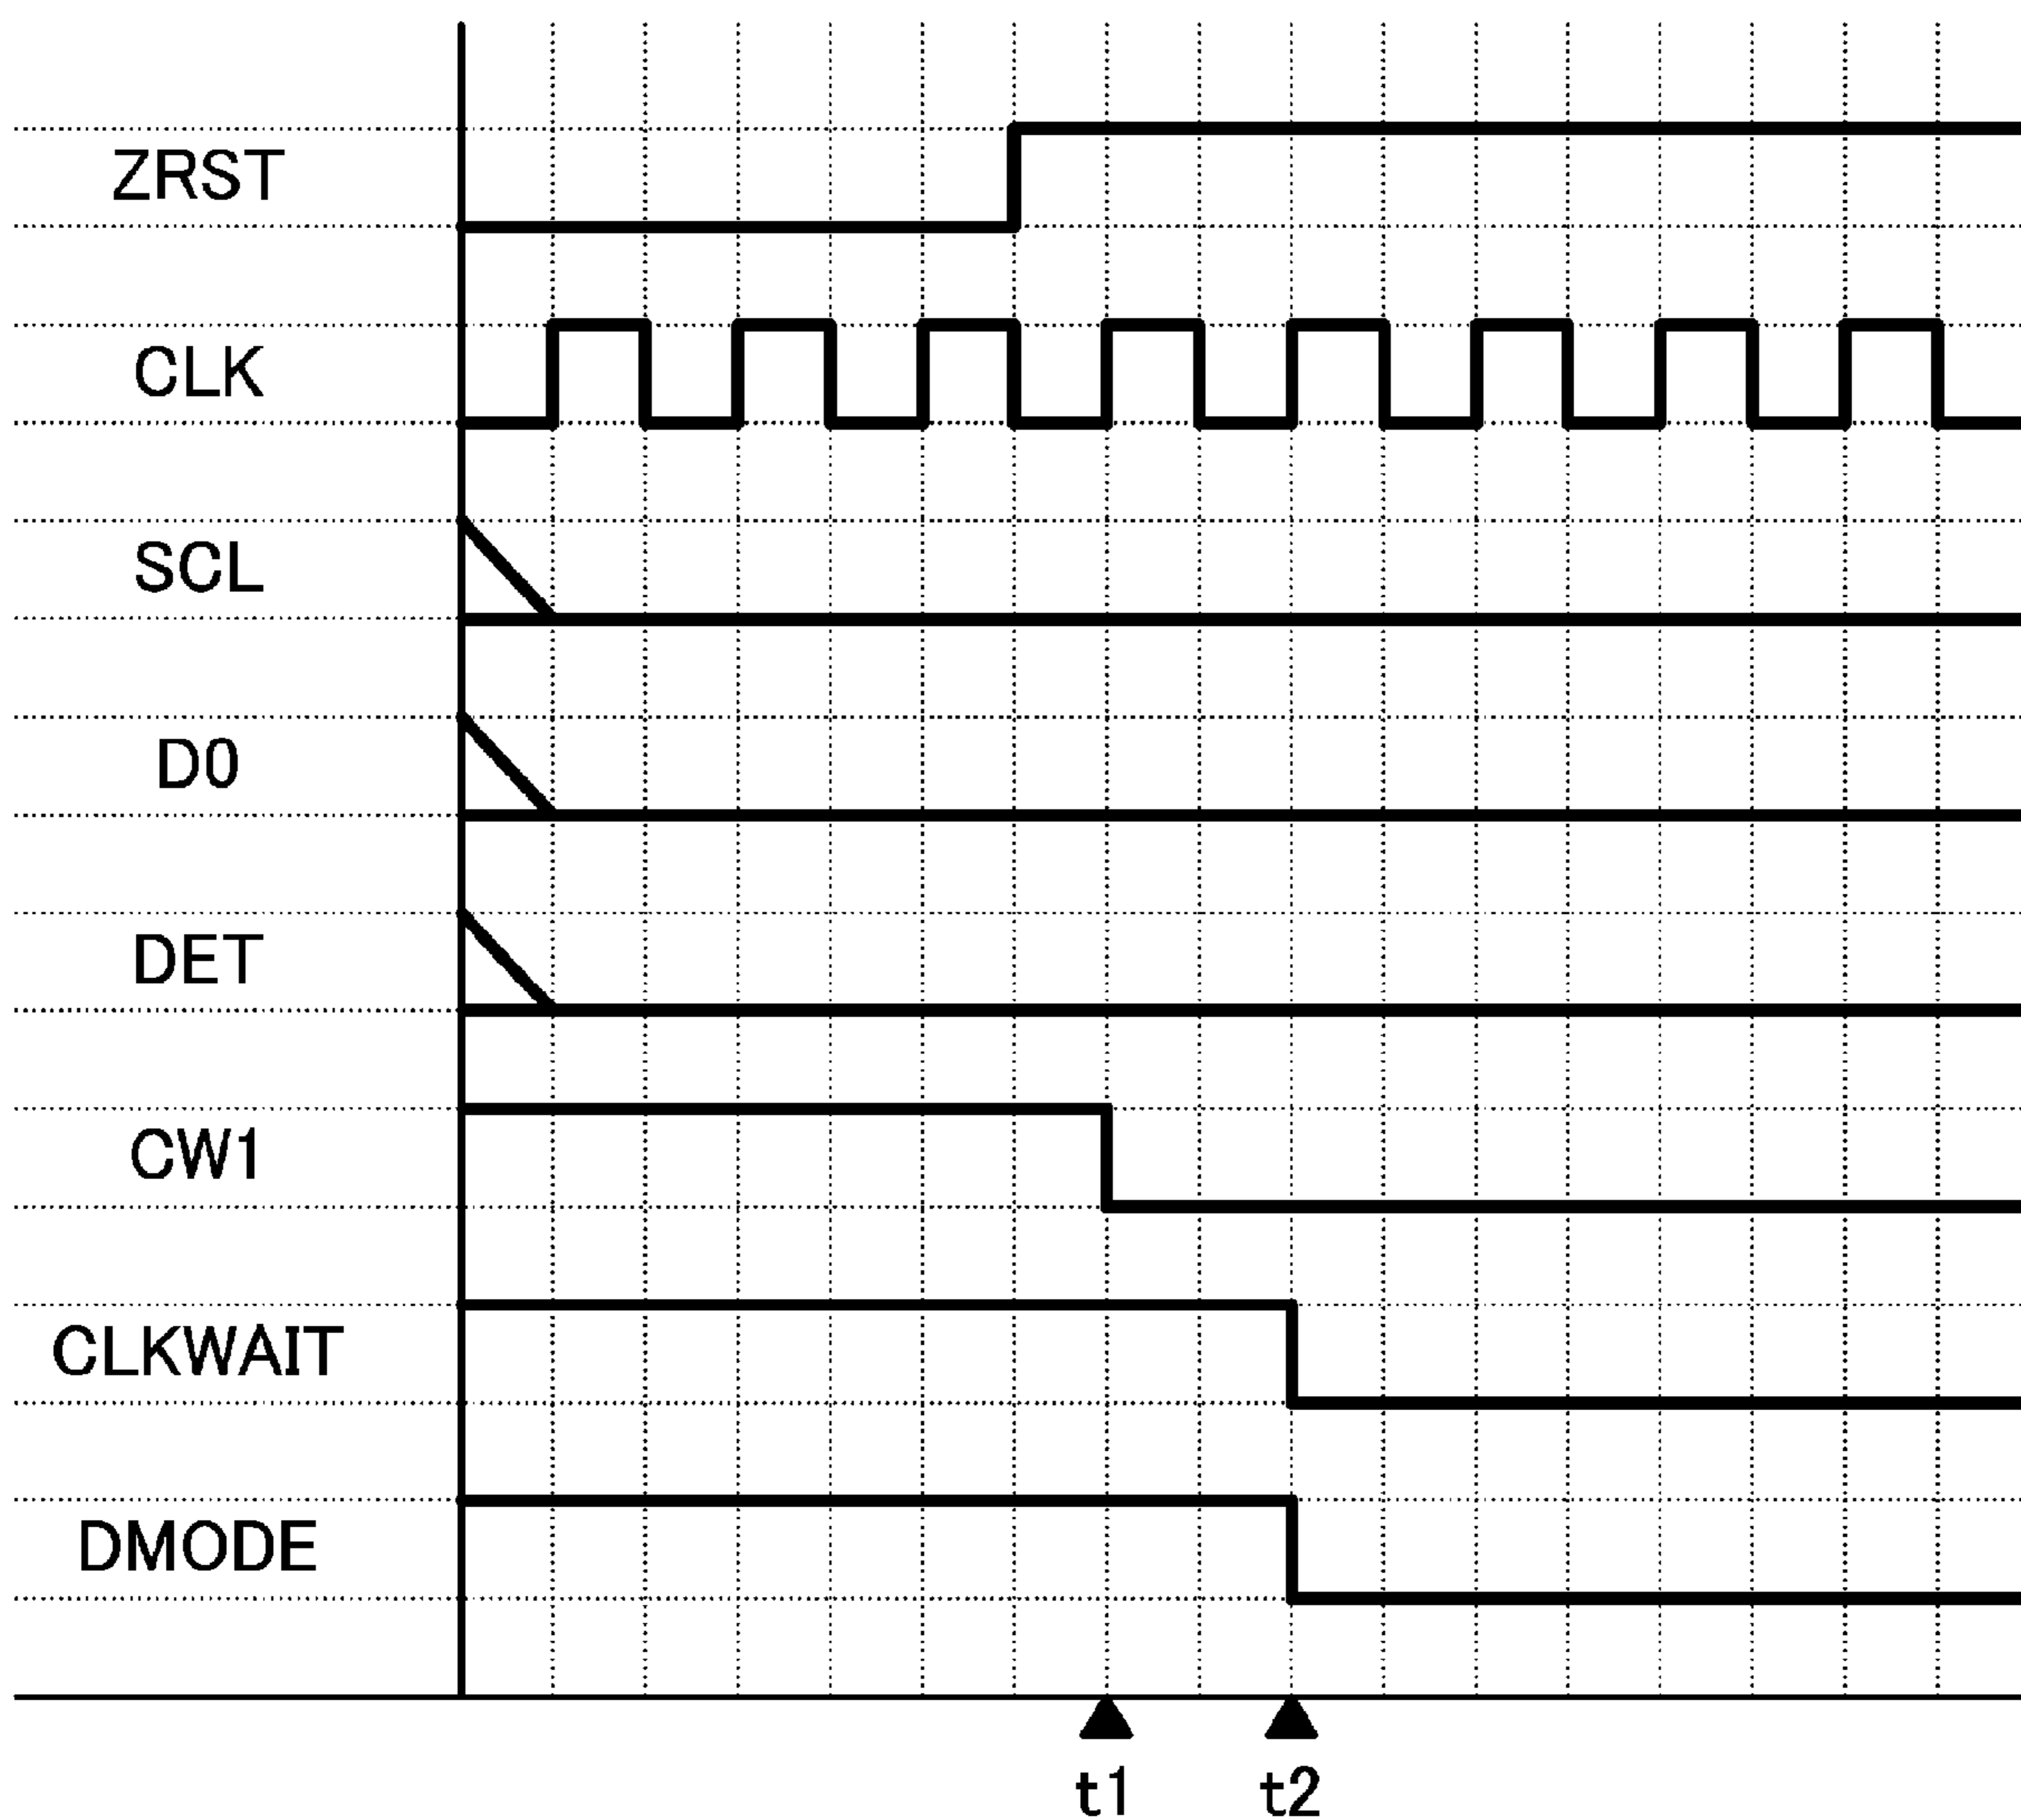 ZRST
CLK
SCL
D0
DET
CW1
CLKWAIT
DMODE
t1 t2